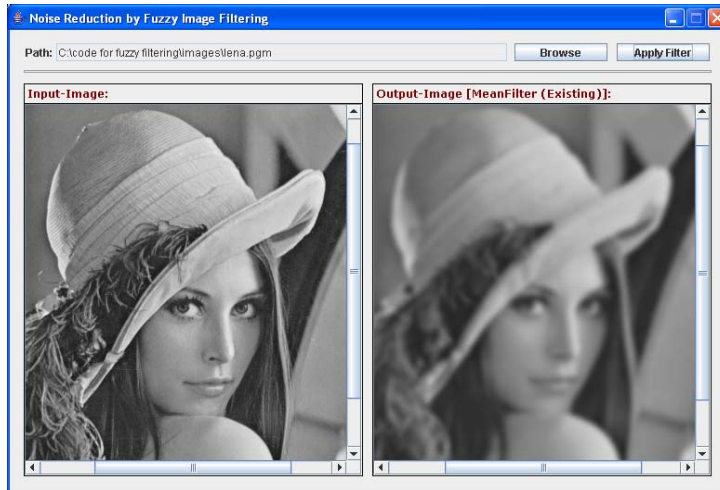 Noise Reduction by Fuzzy Image Filtering
Path: C:\code for fuzzy filtering\images\lena.pgm Browse Apply Filter
Input-Image: Output-Image [MeanFilter (Existing)]: